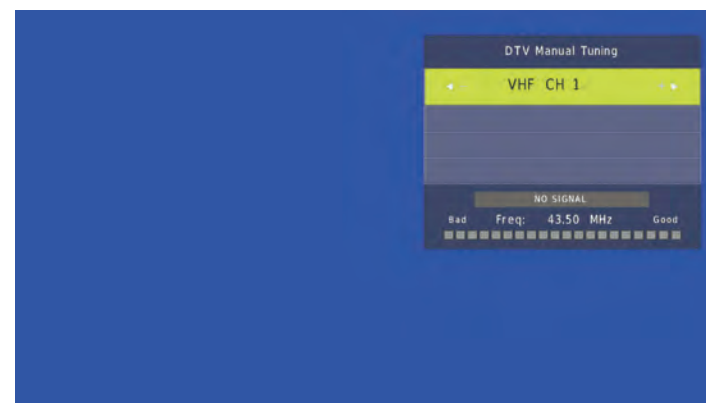 DTV Manual Tuning
VHF CH 1
NO SIGNAL
Bad Freq: 43.50 MHz Good